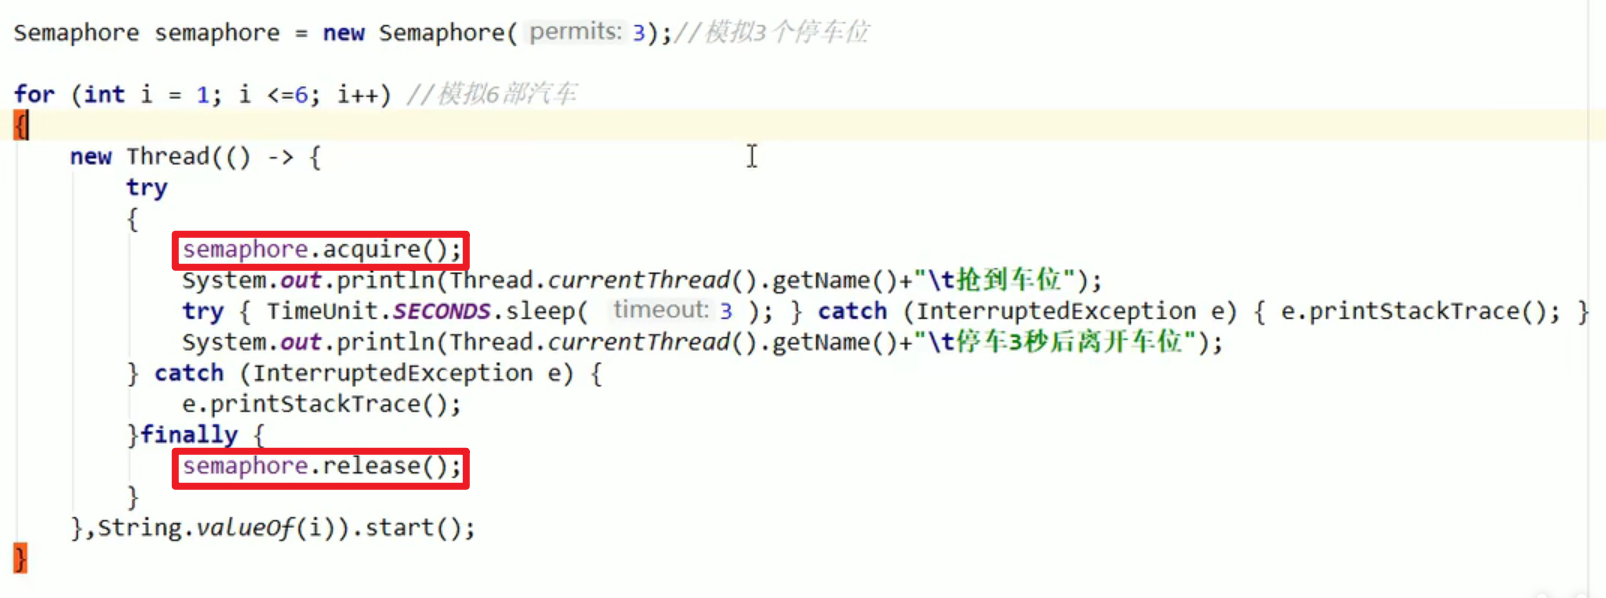 Semaphore semaphore = new Semaphore( permits: 3);//模拟3个停车位
for (int i = 1; i <=6; i++) //模拟6部汽车
{
new Thread(() -> {
try
{
semaphore.acquire();
System.out.println(Thread.currentThread().getName()+"\t抢到车位");
try { TimeUnit.SECONDS.sleep( timeout: 3 ); } catch (InterruptedException e) { e.printStackTrace(); }
System.out.println(Thread.currentThread().getName()+"\t停车3秒后离开车位");
} catch (InterruptedException e) {
e.printStackTrace();
}finally {
semaphore.release();
}
},String.valueOf(i)).start();
}